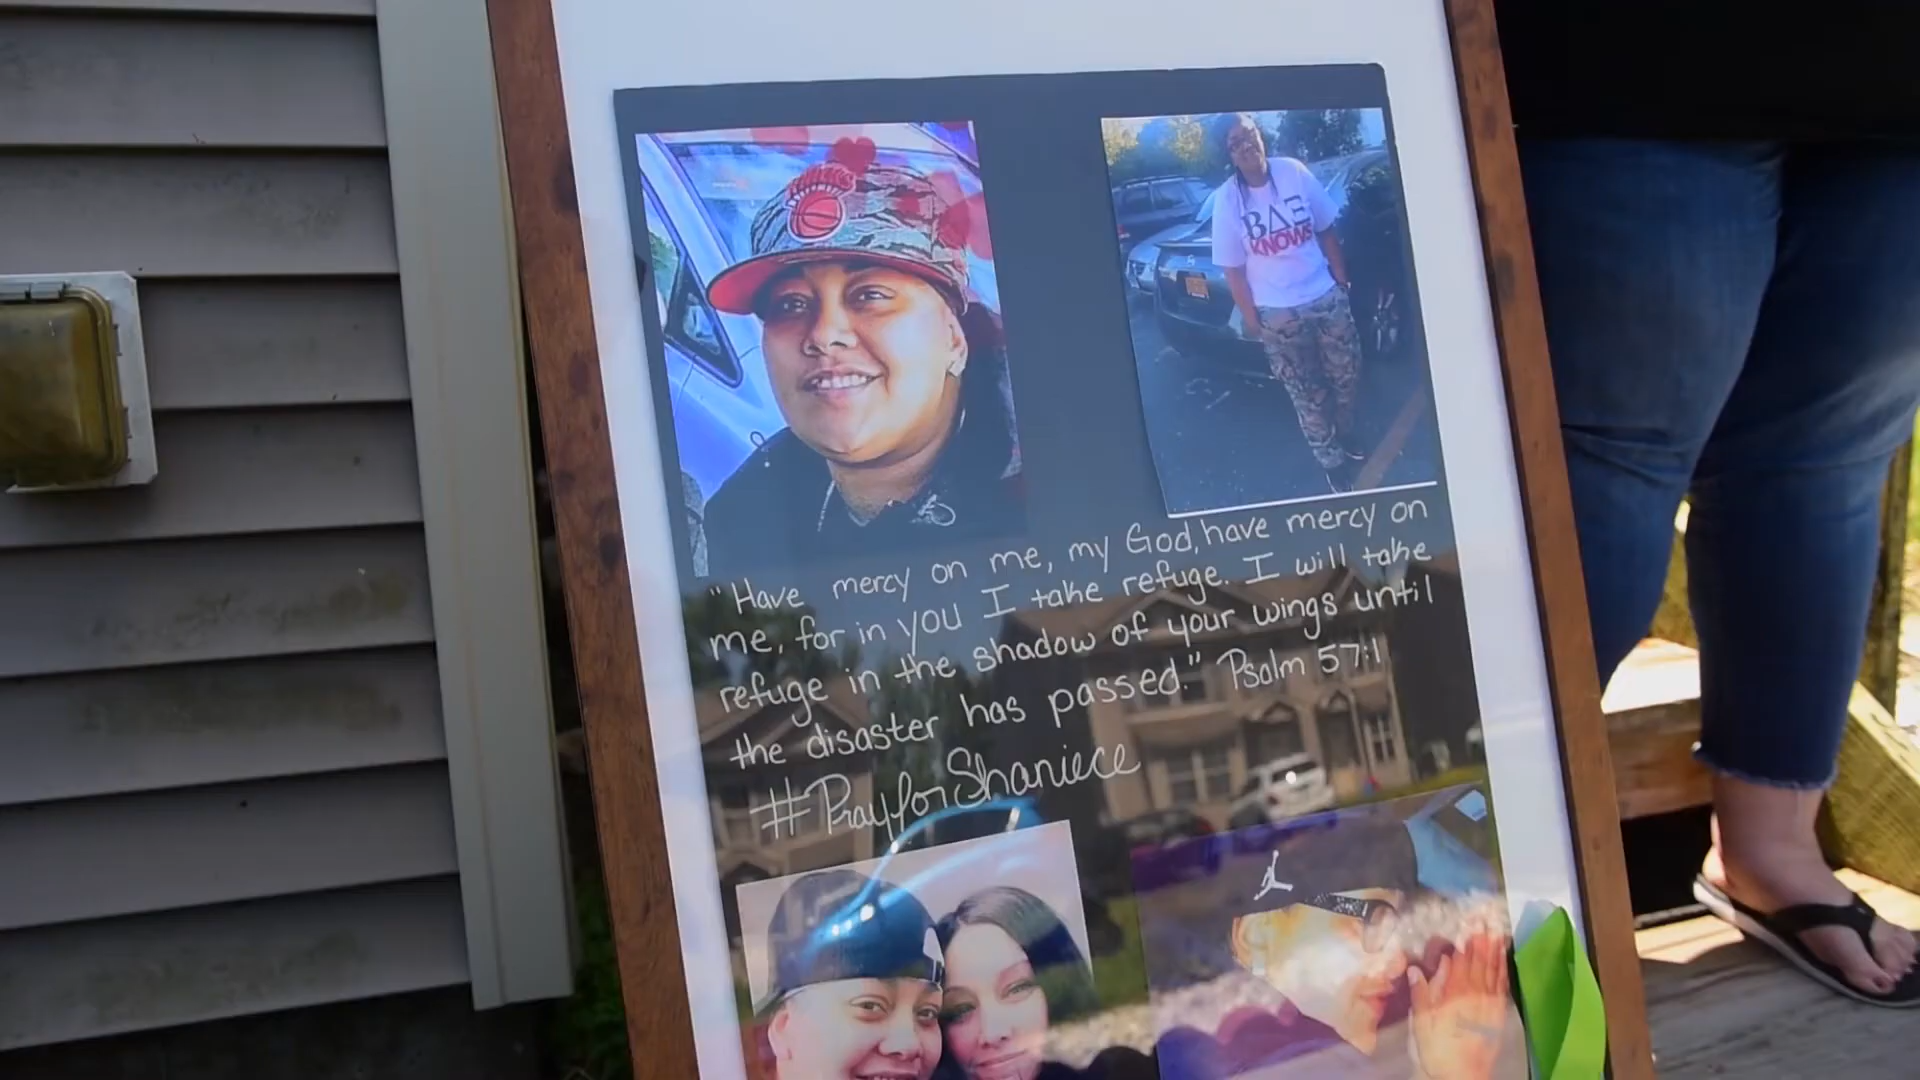 BΔΞ
KNOWS
"Have mercy on me, my God, have mercy on
me, for in you I take refuge. I will take
refuge in the shadow of your wings until
the disaster has passed." Psalm 57:1
#PrayforShaniece